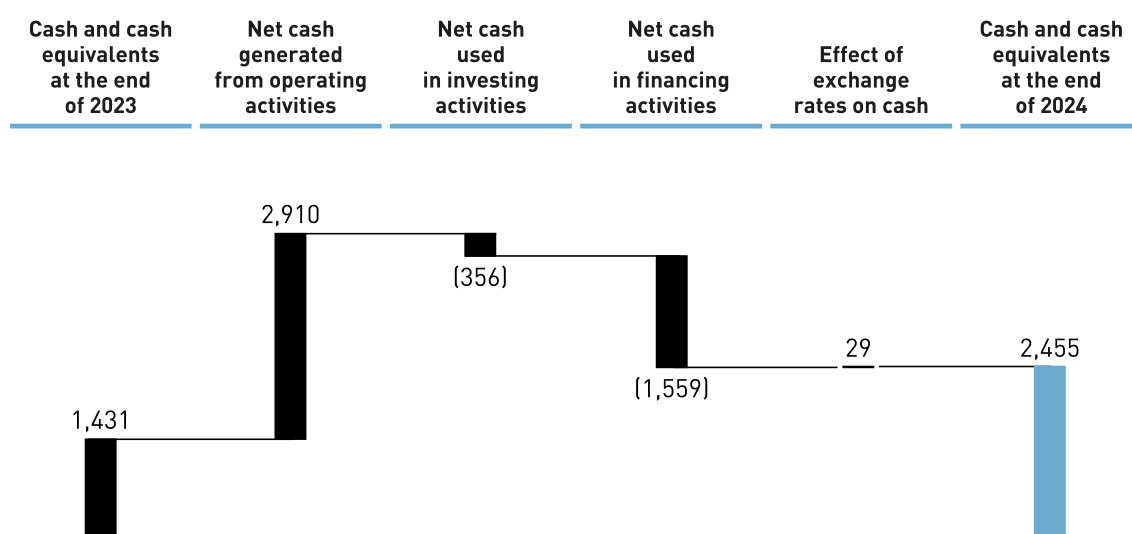 Cash and cash
equivalents
at the end
of 2023
Net cash
generated
from operating
activities
Net cash
used
in investing
activities
Net cash
used
in financing
activities
Effect of
exchange
rates on cash
Cash and cash
equivalents
at the end
of 2024
1,431
2,910
(356)
(1,559)
29
2,455